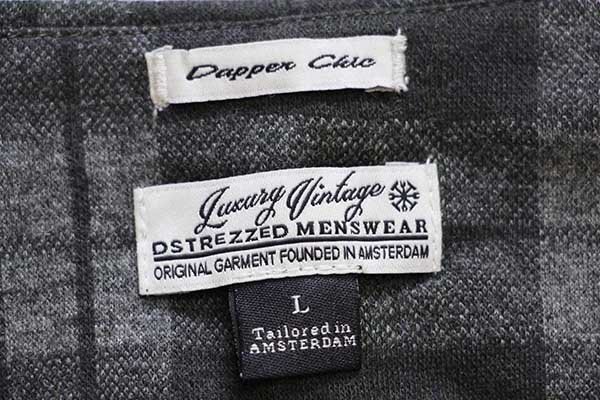 Dapper Chic
Luxury Vintage
DSTREZZED MENSWEAR
ORIGINAL GARMENT FOUNDED IN AMSTERDAM
L
Tailored in
AMSTERDAM